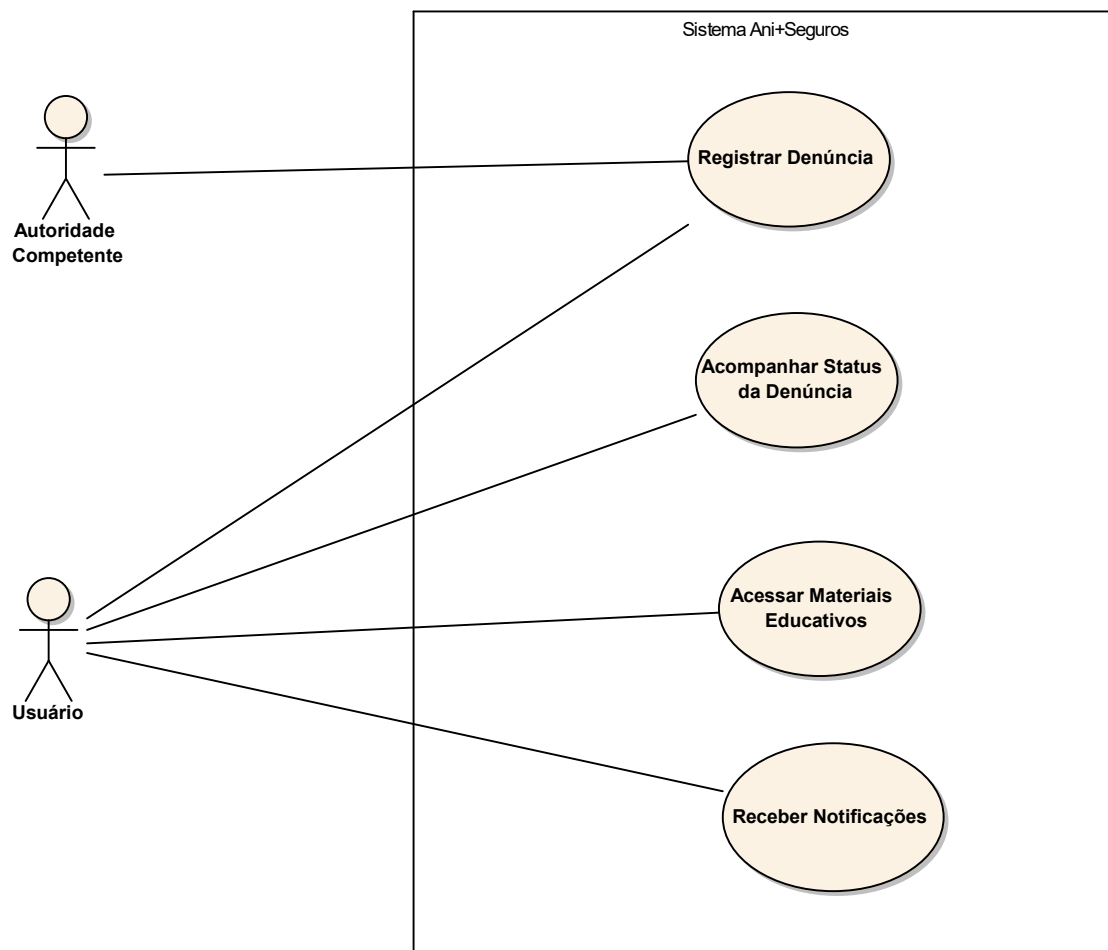 Sistema Ani+Seguros
Registrar Denúncia
Autoridade
Competente
Acompanhar Status
da Denúncia
Acessar Materiais
Educativos
Usuário
Receber Notificações